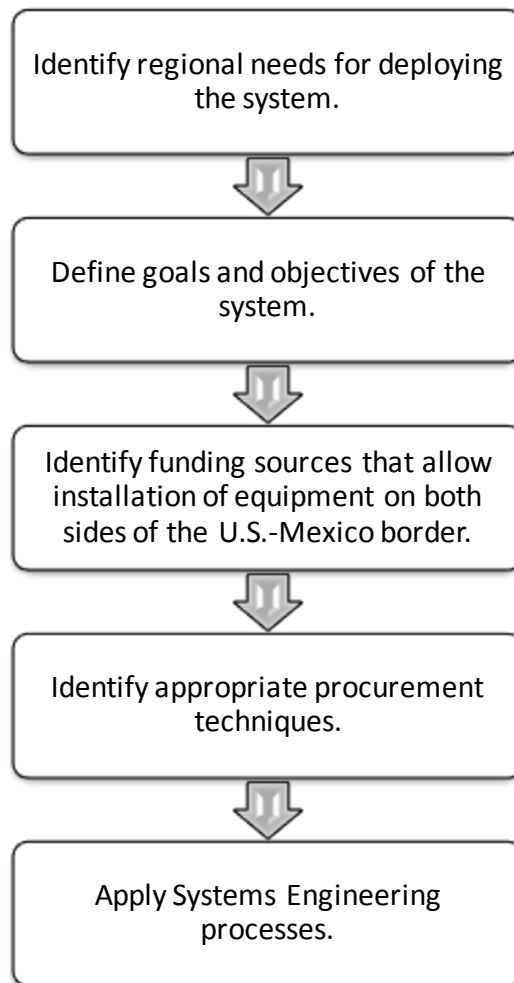 Identify regional needs for deploying
the system.
Define goals and objectives of the
system.
Identify funding sources that allow
installation of equipment on both
sides of the U.S.-Mexico border.
Identify appropriate procurement
techniques.
Apply Systems Engineering
processes.